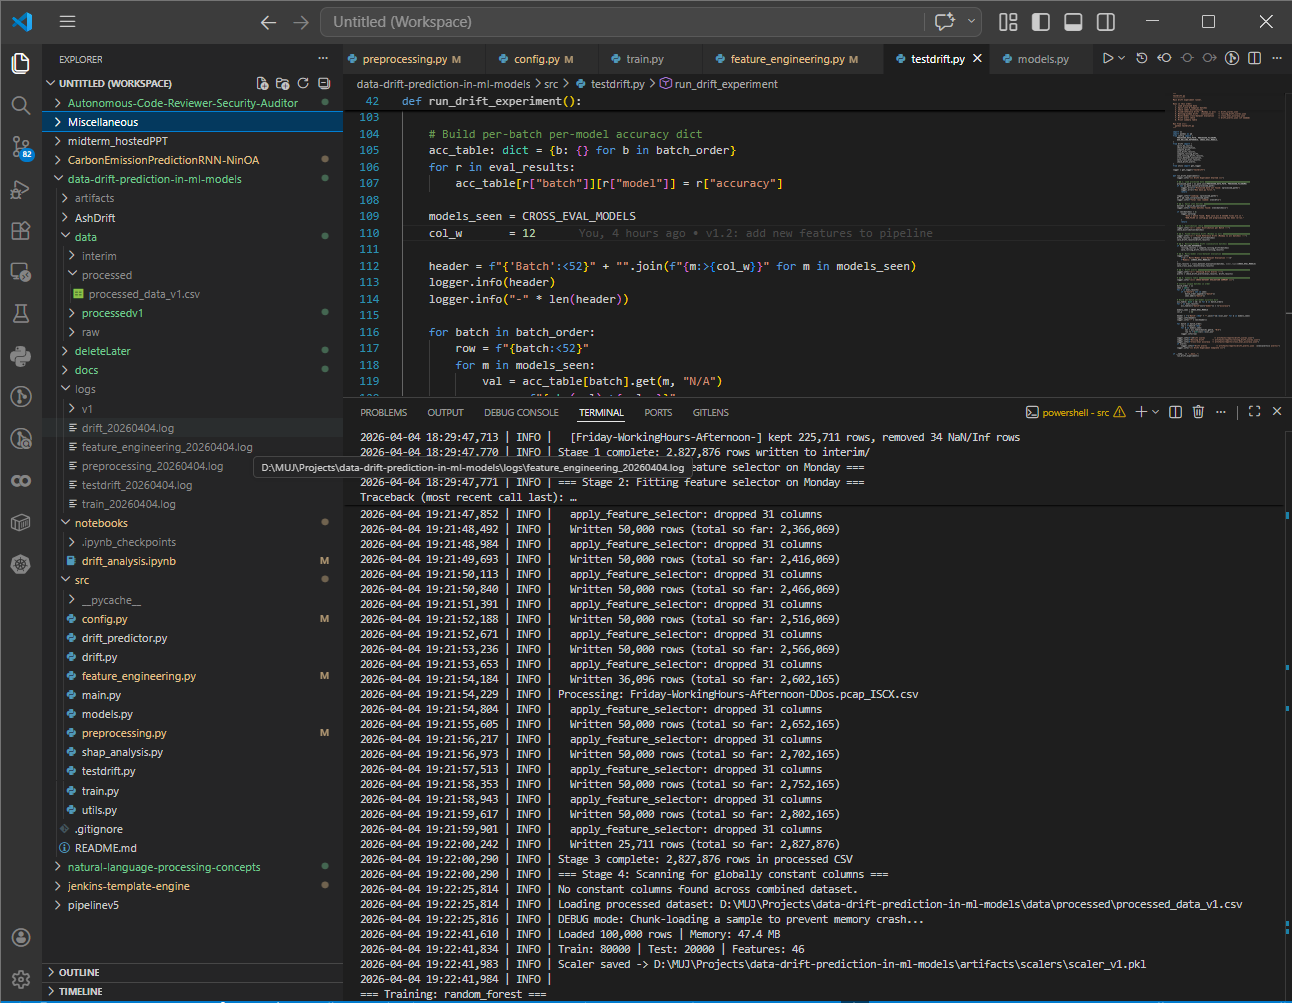 Untitled (Workspace)
EXPLORER
UNTITLED (WORKSPACE)
Autonomous-Code-Reviewer-Security-Auditor
Miscellaneous
midterm_hostedPPT
CarbonEmissionPredictionRNN-NinOA
data-drift-prediction-in-ml-models
artifacts
AshDrift
data
interim
processed
processed_data_v1.csv
processedv1
raw
deleteLater
docs
logs
v1
drift_20260404.log
feature_engineering_20260404.log
preprocessing_20260404.log
testdrift_20260404.log
train_20260404.log
notebooks
.ipynb_checkpoints
drift_analysis.ipynb M
src
__pycache__
config.py M
drift_predictor.py
drift.py
feature_engineering.py M
main.py
models.py
preprocessing.py M
shap_analysis.py
testdrift.py
train.py
utils.py
.gitignore
README.md
natural-language-processing-concepts
jenkins-template-engine
pipelinev5
OUTLINE
TIMELINE
82
D:\MUJ\Projects\data-drift-prediction-in-ml-models\logs\feature_engineering_20260404.log
preprocessing.py M config.py M train.py feature_engineering.py M testdrift.py models.py
data-drift-prediction-in-ml-models > src > testdrift.py > run_drift_experiment
42 def run_drift_experiment():
103
104 # Build per-batch per-model accuracy dict
105 acc_table: dict = {b: {} for b in batch_order}
106 for r in eval_results:
107 acc_table[r["batch"]][r["model"]] = r["accuracy"]
108
109 models_seen = CROSS_EVAL_MODELS
110 col_w = 12 You, 4 hours ago • v1.2: add new features to pipeline
111
112 header = f"{'Batch':<52}" + "".join(f"{m:>{col_w}}" for m in models_seen)
113 logger.info(header)
114 logger.info("-" * len(header))
115
116 for batch in batch_order:
117 row = f"{batch:<52}"
118 for m in models_seen:
119 val = acc_table[batch].get(m, "N/A")
PROBLEMS OUTPUT DEBUG CONSOLE TERMINAL PORTS GITLENS
powershell - src
2026-04-04 18:29:47,713 | INFO | [Friday-WorkingHours-Afternoon-] kept 225,711 rows, removed 34 NaN/Inf rows
2026-04-04 18:29:47,770 | INFO | Stage 1 complete: 2,827,876 rows written to interim/
eature selector on Monday ===
2026-04-04 18:29:47,771 | INFO | === Stage 2: Fitting feature selector on Monday ===
Traceback (most recent call last): …
2026-04-04 19:21:47,852 | INFO | apply_feature_selector: dropped 31 columns
2026-04-04 19:21:48,492 | INFO | Written 50,000 rows (total so far: 2,366,069)
2026-04-04 19:21:48,984 | INFO | apply_feature_selector: dropped 31 columns
2026-04-04 19:21:49,693 | INFO | Written 50,000 rows (total so far: 2,416,069)
2026-04-04 19:21:50,113 | INFO | apply_feature_selector: dropped 31 columns
2026-04-04 19:21:50,840 | INFO | Written 50,000 rows (total so far: 2,466,069)
2026-04-04 19:21:51,391 | INFO | apply_feature_selector: dropped 31 columns
2026-04-04 19:21:52,188 | INFO | Written 50,000 rows (total so far: 2,516,069)
2026-04-04 19:21:52,671 | INFO | apply_feature_selector: dropped 31 columns
2026-04-04 19:21:53,236 | INFO | Written 50,000 rows (total so far: 2,566,069)
2026-04-04 19:21:53,653 | INFO | apply_feature_selector: dropped 31 columns
2026-04-04 19:21:54,184 | INFO | Written 36,096 rows (total so far: 2,602,165)
2026-04-04 19:21:54,229 | INFO | Processing: Friday-WorkingHours-Afternoon-DDos.pcap_ISCX.csv
2026-04-04 19:21:54,804 | INFO | apply_feature_selector: dropped 31 columns
2026-04-04 19:21:55,605 | INFO | Written 50,000 rows (total so far: 2,652,165)
2026-04-04 19:21:56,217 | INFO | apply_feature_selector: dropped 31 columns
2026-04-04 19:21:56,973 | INFO | Written 50,000 rows (total so far: 2,702,165)
2026-04-04 19:21:57,513 | INFO | apply_feature_selector: dropped 31 columns
2026-04-04 19:21:58,353 | INFO | Written 50,000 rows (total so far: 2,752,165)
2026-04-04 19:21:58,943 | INFO | apply_feature_selector: dropped 31 columns
2026-04-04 19:21:59,617 | INFO | Written 50,000 rows (total so far: 2,802,165)
2026-04-04 19:21:59,901 | INFO | apply_feature_selector: dropped 31 columns
2026-04-04 19:22:00,242 | INFO | Written 25,711 rows (total so far: 2,827,876)
2026-04-04 19:22:00,290 | INFO | Stage 3 complete: 2,827,876 rows in processed CSV
2026-04-04 19:22:00,290 | INFO | === Stage 4: Scanning for globally constant columns ===
2026-04-04 19:22:25,814 | INFO | No constant columns found across combined dataset.
2026-04-04 19:22:25,814 | INFO | Loading processed dataset: D:\MUJ\Projects\data-drift-prediction-in-ml-models\data\processed\processed_data_v1.csv
2026-04-04 19:22:25,816 | INFO | DEBUG mode: Chunk-loading a sample to prevent memory crash...
2026-04-04 19:22:41,610 | INFO | Loaded 100,000 rows | Memory: 47.4 MB
2026-04-04 19:22:41,834 | INFO | Train: 80000 | Test: 20000 | Features: 46
2026-04-04 19:22:41,983 | INFO | Scaler saved -> D:\MUJ\Projects\data-drift-prediction-in-ml-models\artifacts\scalers\scaler_v1.pkl
2026-04-04 19:22:41,984 | INFO |
=== Training: random_forest ===